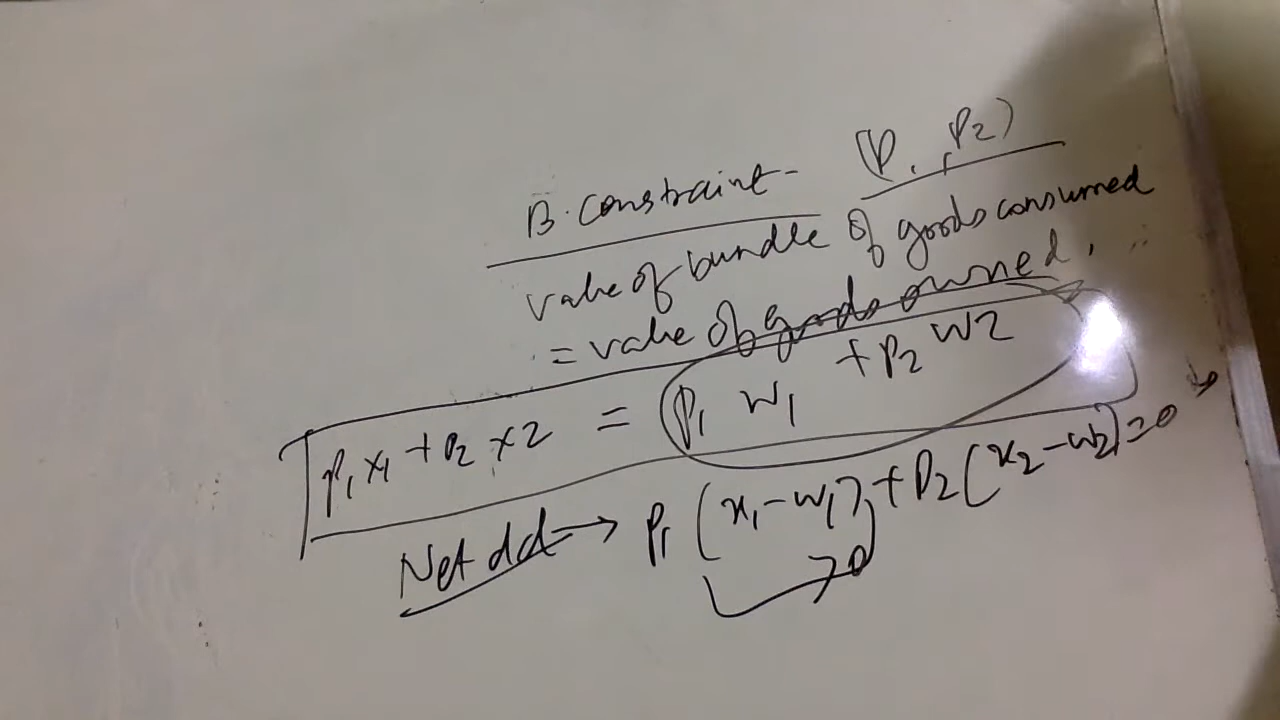 B. Constraint - (P1, P2)
value of bundle of goods consumed
= value of goods owned.
P1 x1 + P2 x2 = (P1 w1 + P2 w2
Net dd → P1 (x1 - w1) + P2 (x2 - w2) = 0
> 0